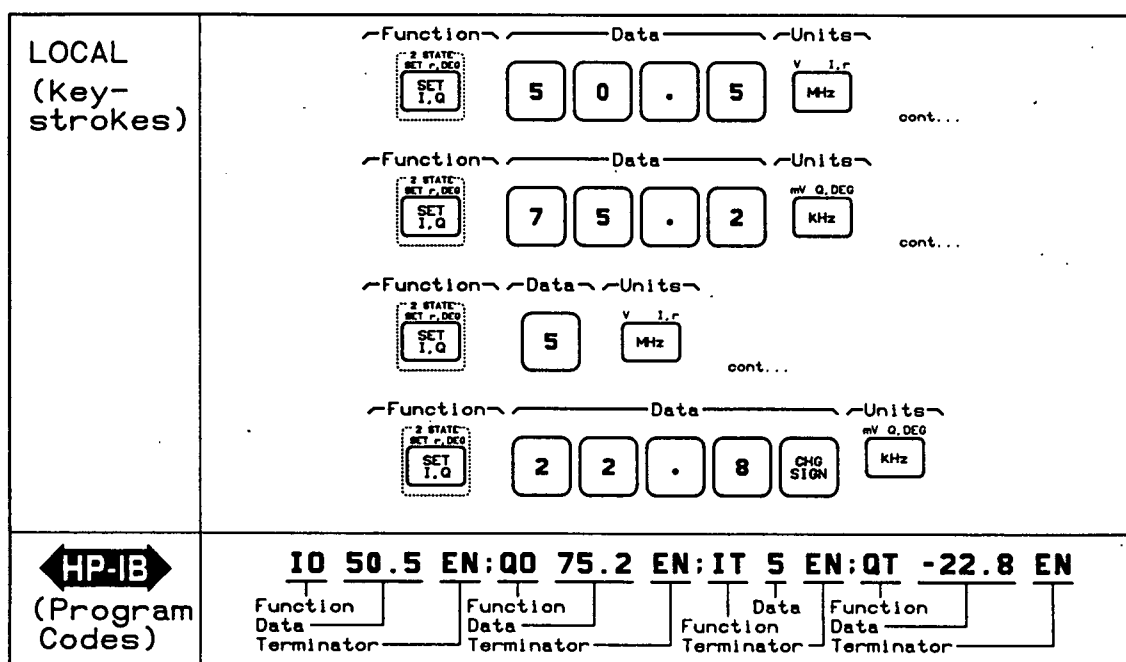 LOCAL
(Key-
strokes)
Function Data Units
2 STATE
SET r,DEG
SET
I,Q
5 0 . 5
V I,r
MHz
cont...
Function Data Units
2 STATE
SET r,DEG
SET
I,Q
7 5 . 2
mV Q,DEG
KHz
cont...
Function Data Units
2 STATE
SET r,DEG
SET
I,Q
5
V I,r
MHz
cont...
Function Data Units
2 STATE
SET r,DEG
SET
I,Q
2 2 . 8
CHG
SIGN
mV Q,DEG
KHz
HP-IB
(Program
Codes)
IO 50.5 EN;QO 75.2 EN;IT 5 EN;QT -22.8 EN
Function Function Data Function
Data Data Function Data
Terminator Terminator Terminator Terminator